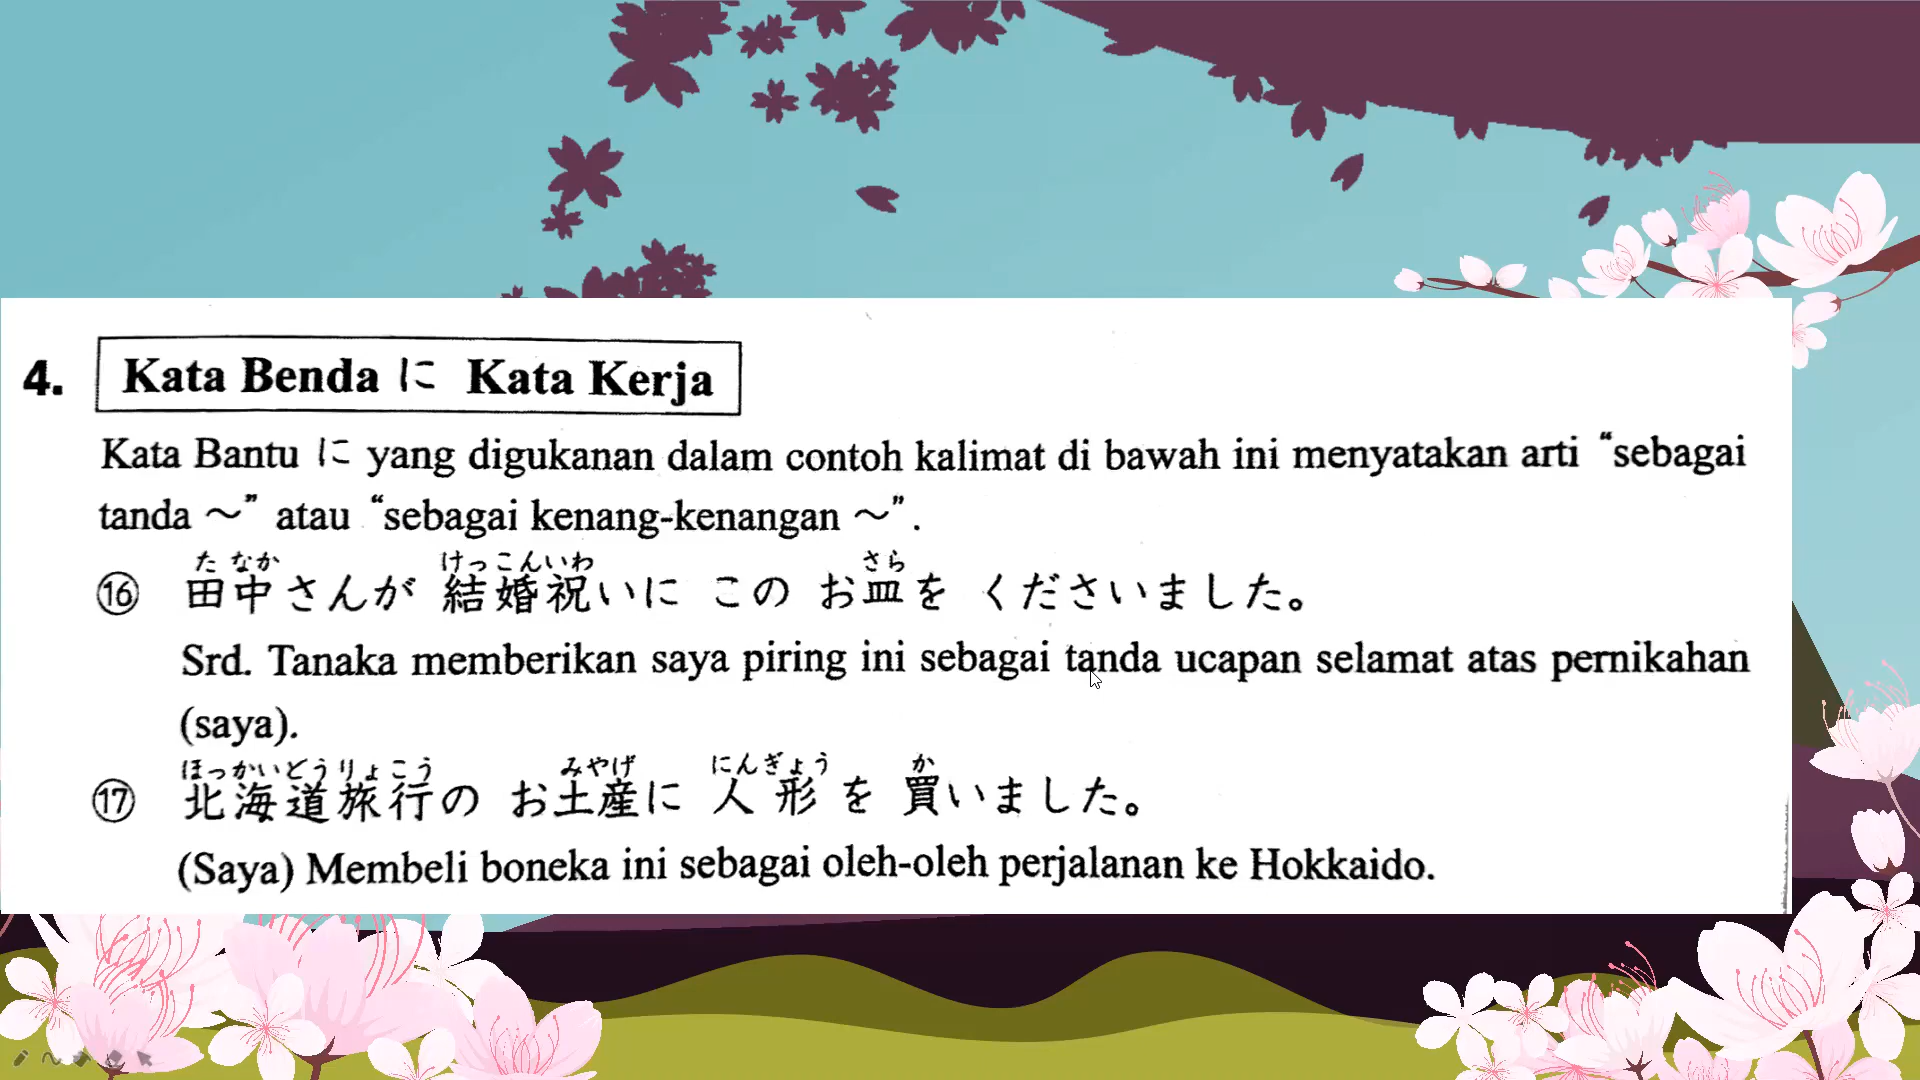 4. Kata Benda に Kata Kerja
Kata Bantu に yang digukanan dalam contoh kalimat di bawah ini menyatakan arti “sebagai
tanda ～” atau “sebagai kenang-kenangan ～”.
た なか けっこんいわ さら
⑯ 田中さんが 結婚祝いに この お皿を くださいました。
Srd. Tanaka memberikan saya piring ini sebagai tanda ucapan selamat atas pernikahan
(saya).
ほっかいどうりょこう みやげ にんぎょう か
⑰ 北海道旅行の お土産に 人形を 買いました。
(Saya) Membeli boneka ini sebagai oleh-oleh perjalanan ke Hokkaido.